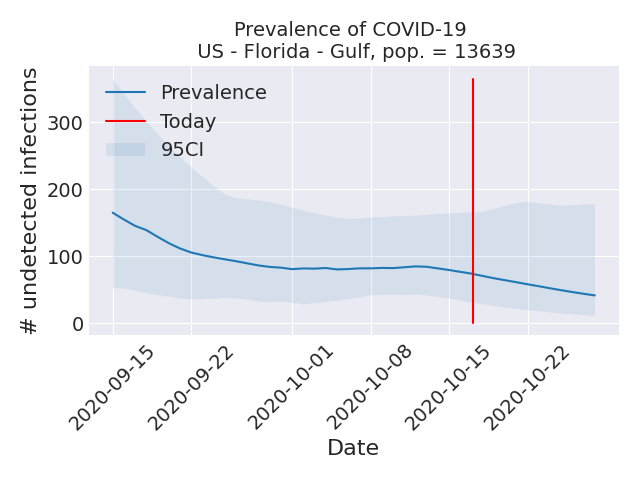 Prevalence of COVID-19
US - Florida - Gulf, pop. = 13639
# undetected infections
300
200
100
0
Prevalence
Today
95CI
2020-09-15
2020-09-22
2020-10-01
2020-10-08
2020-10-15
2020-10-22
Date